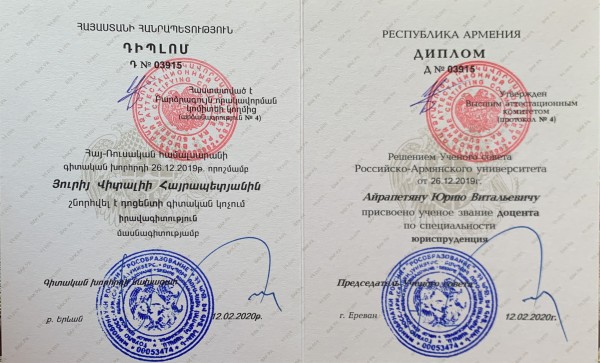 ՀԱՅԱՍՏԱՆԻ ՀԱՆՐԱՊԵՏՈՒԹՅՈՒՆ
ԴԻՊԼՈՄ
Դ № 03915
Հաստատված է
Բարձրագույն որակավորման
կոմիտեի կողմից
(արձանագրություն № 4)
Հայ-Ռուսական համալսարանի
գիտական խորհրդի 26.12.2019թ. որոշմամբ
Յուրիյ Վիտալիի Հայրապետյանին
շնորհվել է դոցենտի գիտական կոչում
իրավագիտություն
մասնագիտությամբ
Գիտական խորհրդի նախագահ
ք. Երևան 12.02.2020թ.
РЕСПУБЛИКА АРМЕНИЯ
ДИПЛОМ
Д № 03915
Утвержден
Высшим аттестационным
комитетом
(протокол № 4)
Решением Ученого совета
Российско-Армянского университета
от 26.12.2019г.
Айрапетяну Юрию Витальевичу
присвоено ученое звание доцента
по специальности
юриспруденция
Председатель Ученого совета
г. Ереван 12.02.2020г.
00053474
00053474